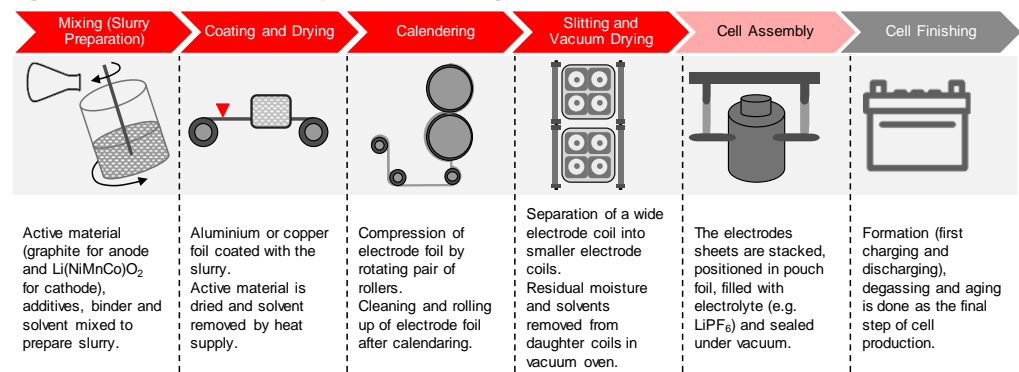 Mixing (Slurry
Preparation)
Coating and Drying
Calendering
Slitting and
Vacuum Drying
Cell Assembly
Cell Finishing
Active material
(graphite for anode
and Li(NiMnCo)O₂
for cathode),
additives, binder and
solvent mixed to
prepare slurry.
Aluminium or copper
foil coated with the
slurry.
Active material is
dried and solvent
removed by heat
supply.
Compression of
electrode foil by
rotating pair of
rollers.
Cleaning and rolling
up of electrode foil
after calendaring.
Separation of a wide
electrode coil into
smaller electrode
coils.
Residual moisture
and solvents
removed from
daughter coils in
vacuum oven.
The electrodes
sheets are stacked,
positioned in pouch
foil, filled with
electrolyte (e.g.
LiPF₆) and sealed
under vacuum.
Formation (first
charging and
discharging),
degassing and aging
is done as the final
step of cell
production.